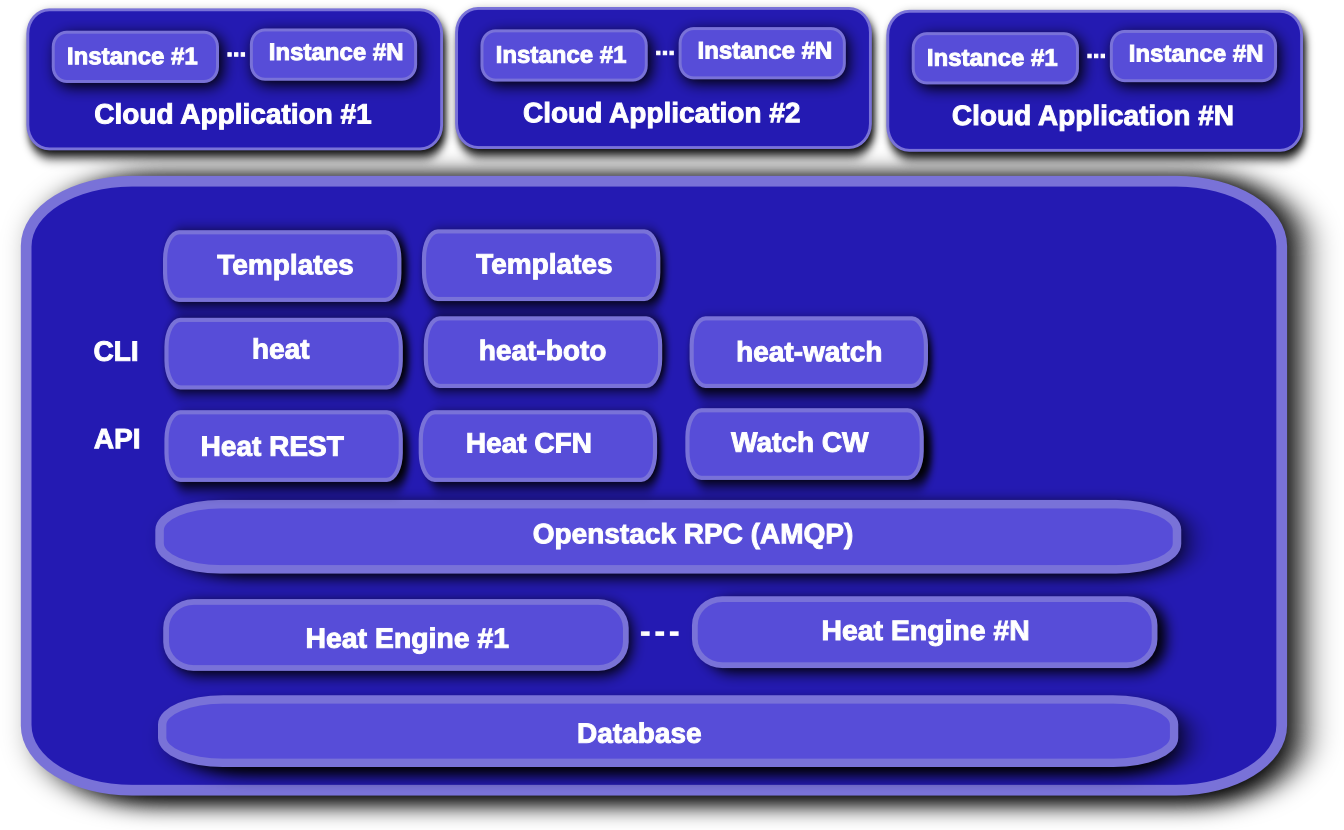 Instance #1 ... Instance #N
Cloud Application #1
Instance #1 ... Instance #N
Cloud Application #2
Instance #1 ... Instance #N
Cloud Application #N
Templates Templates
CLI heat heat-boto heat-watch
API Heat REST Heat CFN Watch CW
Openstack RPC (AMQP)
Heat Engine #1 --- Heat Engine #N
Database